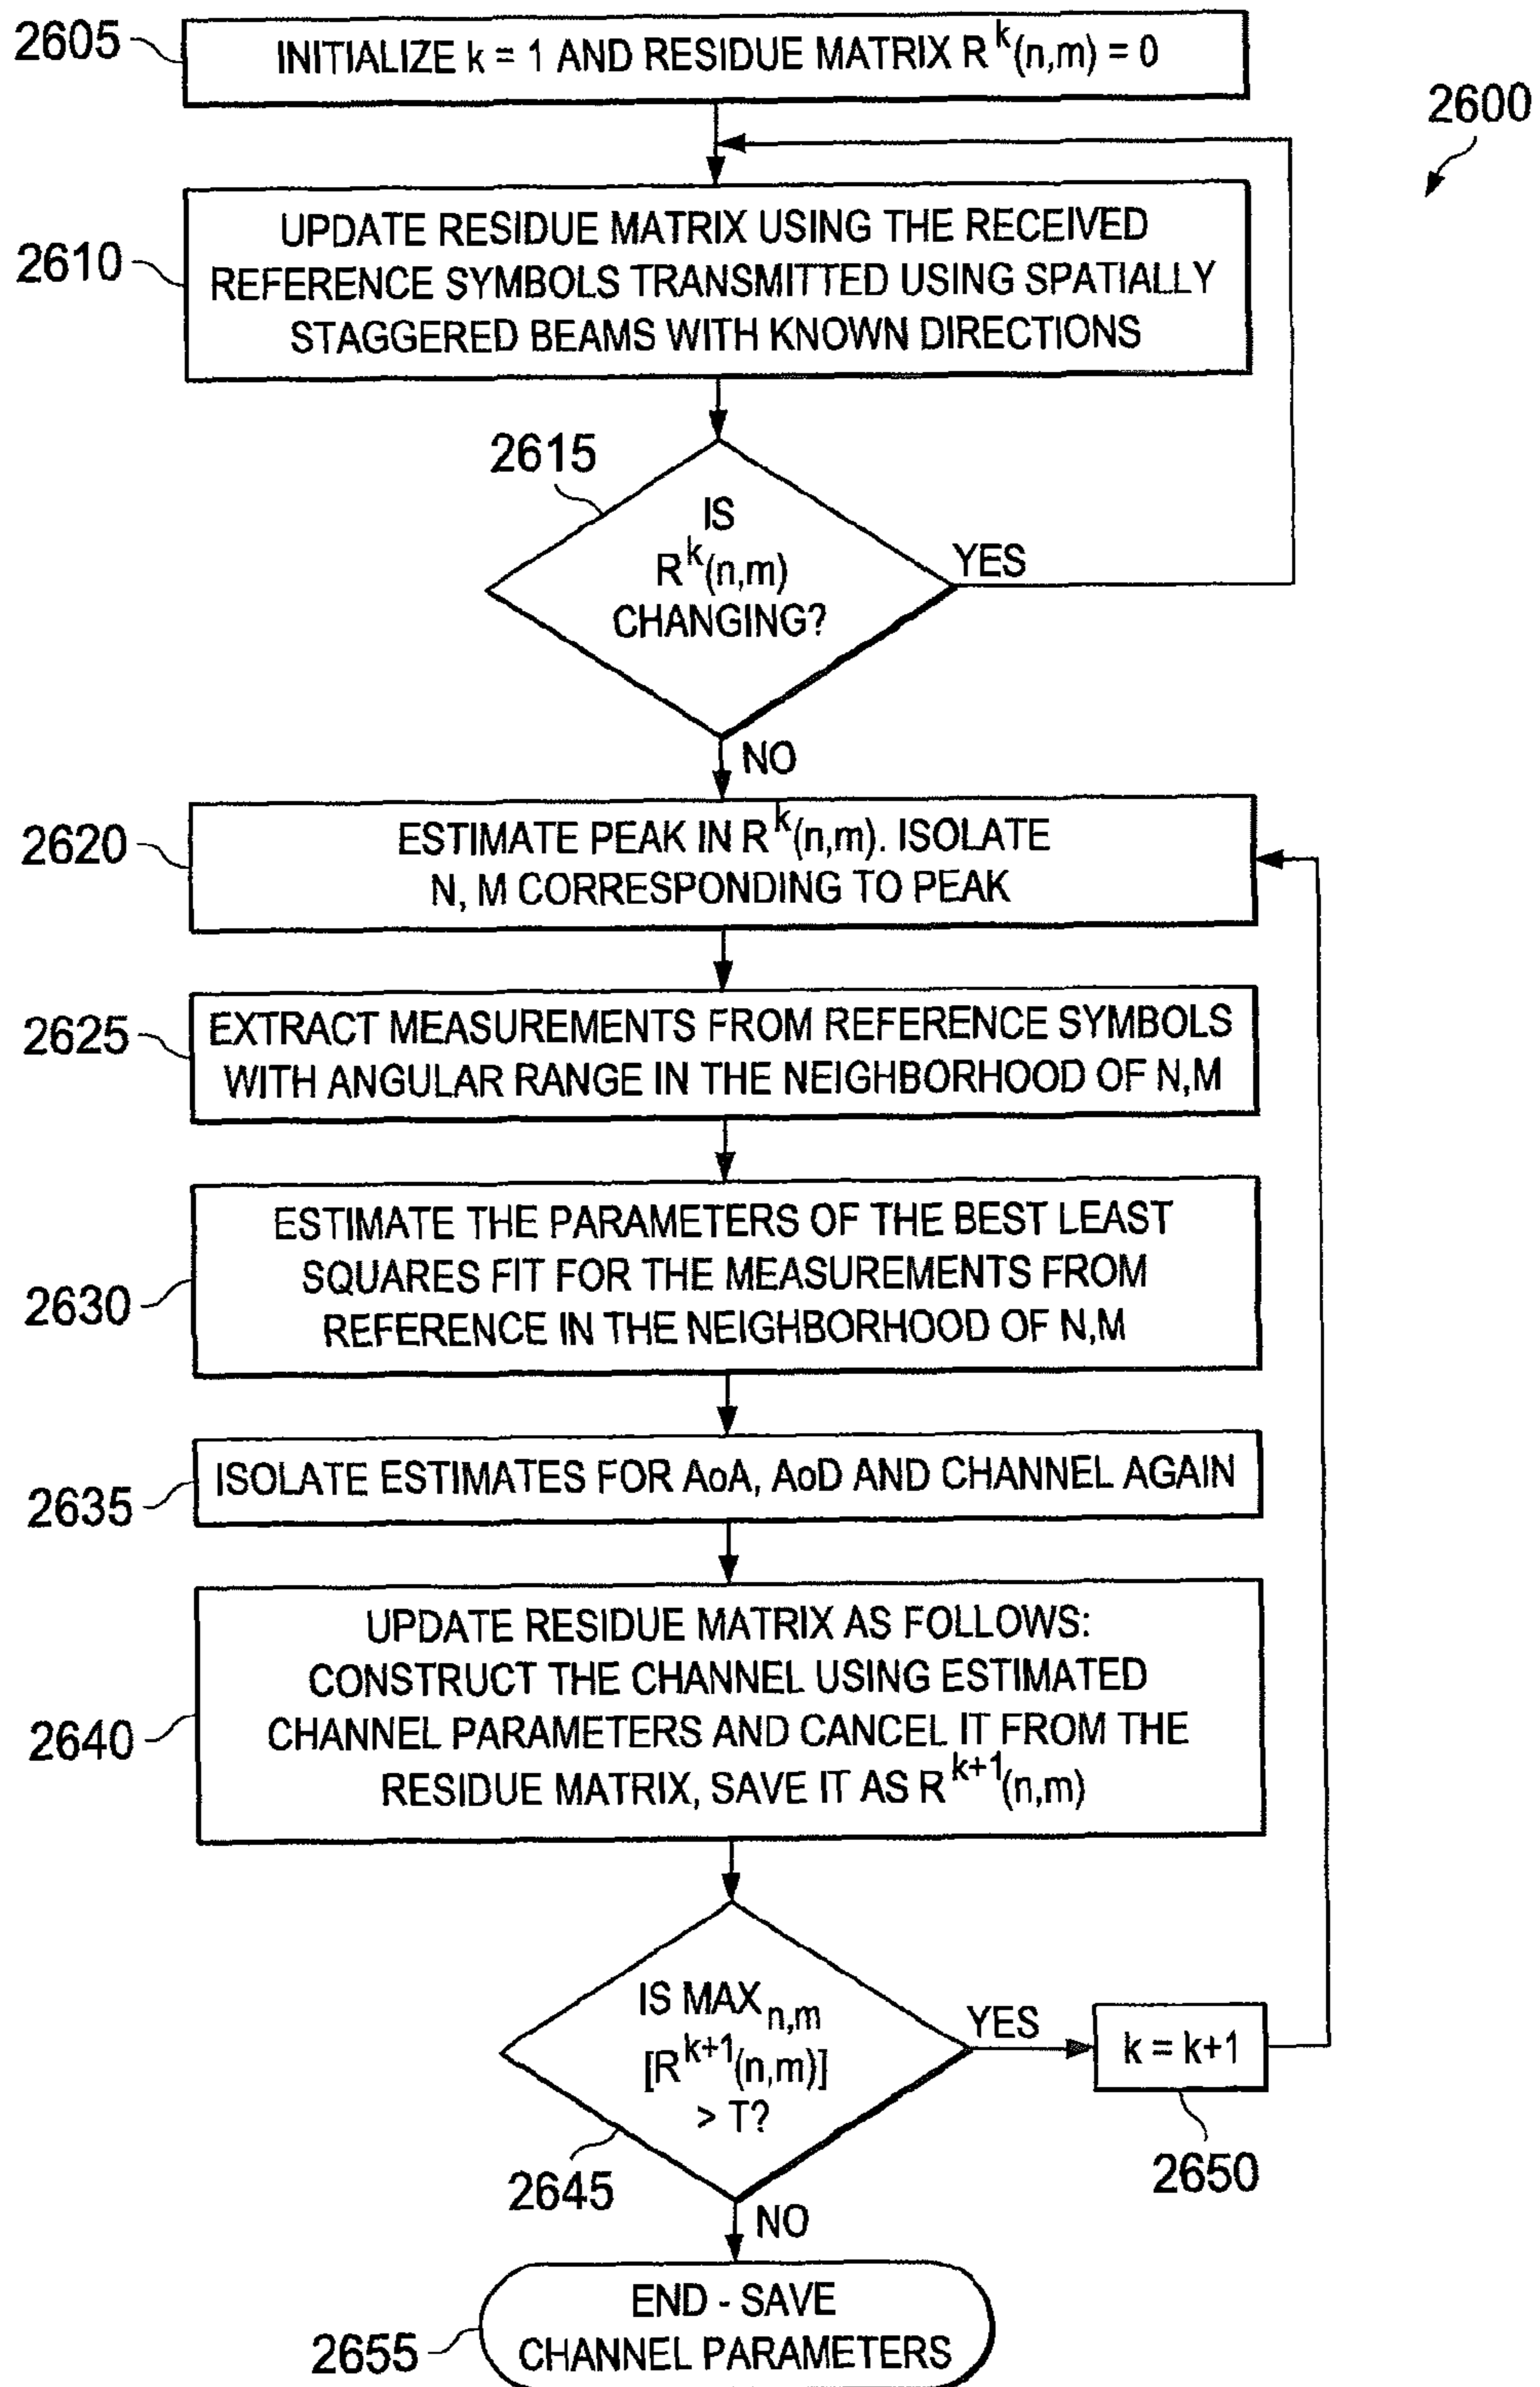 2605
INITIALIZE k = 1 AND RESIDUE MATRIX R^k(n,m) = 0
2600
2610
UPDATE RESIDUE MATRIX USING THE RECEIVED
REFERENCE SYMBOLS TRANSMITTED USING SPATIALLY
STAGGERED BEAMS WITH KNOWN DIRECTIONS
2615
IS
R^k(n,m)
CHANGING?
YES
NO
2620
ESTIMATE PEAK IN R^k(n,m). ISOLATE
N, M CORRESPONDING TO PEAK
2625
EXTRACT MEASUREMENTS FROM REFERENCE SYMBOLS
WITH ANGULAR RANGE IN THE NEIGHBORHOOD OF N,M
2630
ESTIMATE THE PARAMETERS OF THE BEST LEAST
SQUARES FIT FOR THE MEASUREMENTS FROM
REFERENCE IN THE NEIGHBORHOOD OF N,M
2635
ISOLATE ESTIMATES FOR AoA, AoD AND CHANNEL AGAIN
2640
UPDATE RESIDUE MATRIX AS FOLLOWS:
CONSTRUCT THE CHANNEL USING ESTIMATED
CHANNEL PARAMETERS AND CANCEL IT FROM THE
RESIDUE MATRIX, SAVE IT AS R^k+1(n,m)
IS MAX n,m
[R^k+1(n,m)]
> T?
2645
YES
k = k+1
2650
NO
2655
END - SAVE
CHANNEL PARAMETERS